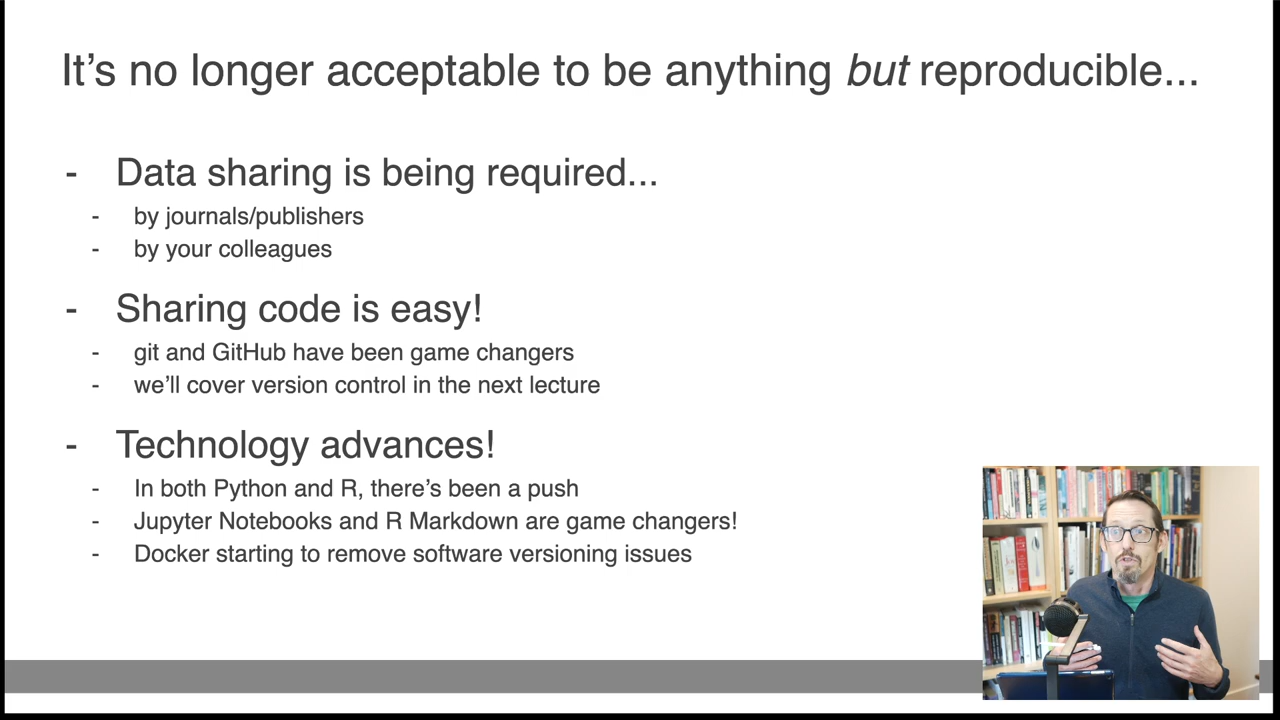 It’s no longer acceptable to be anything but reproducible...
- Data sharing is being required...
- by journals/publishers
- by your colleagues
- Sharing code is easy!
- git and GitHub have been game changers
- we’ll cover version control in the next lecture
- Technology advances!
- In both Python and R, there’s been a push
- Jupyter Notebooks and R Markdown are game changers!
- Docker starting to remove software versioning issues